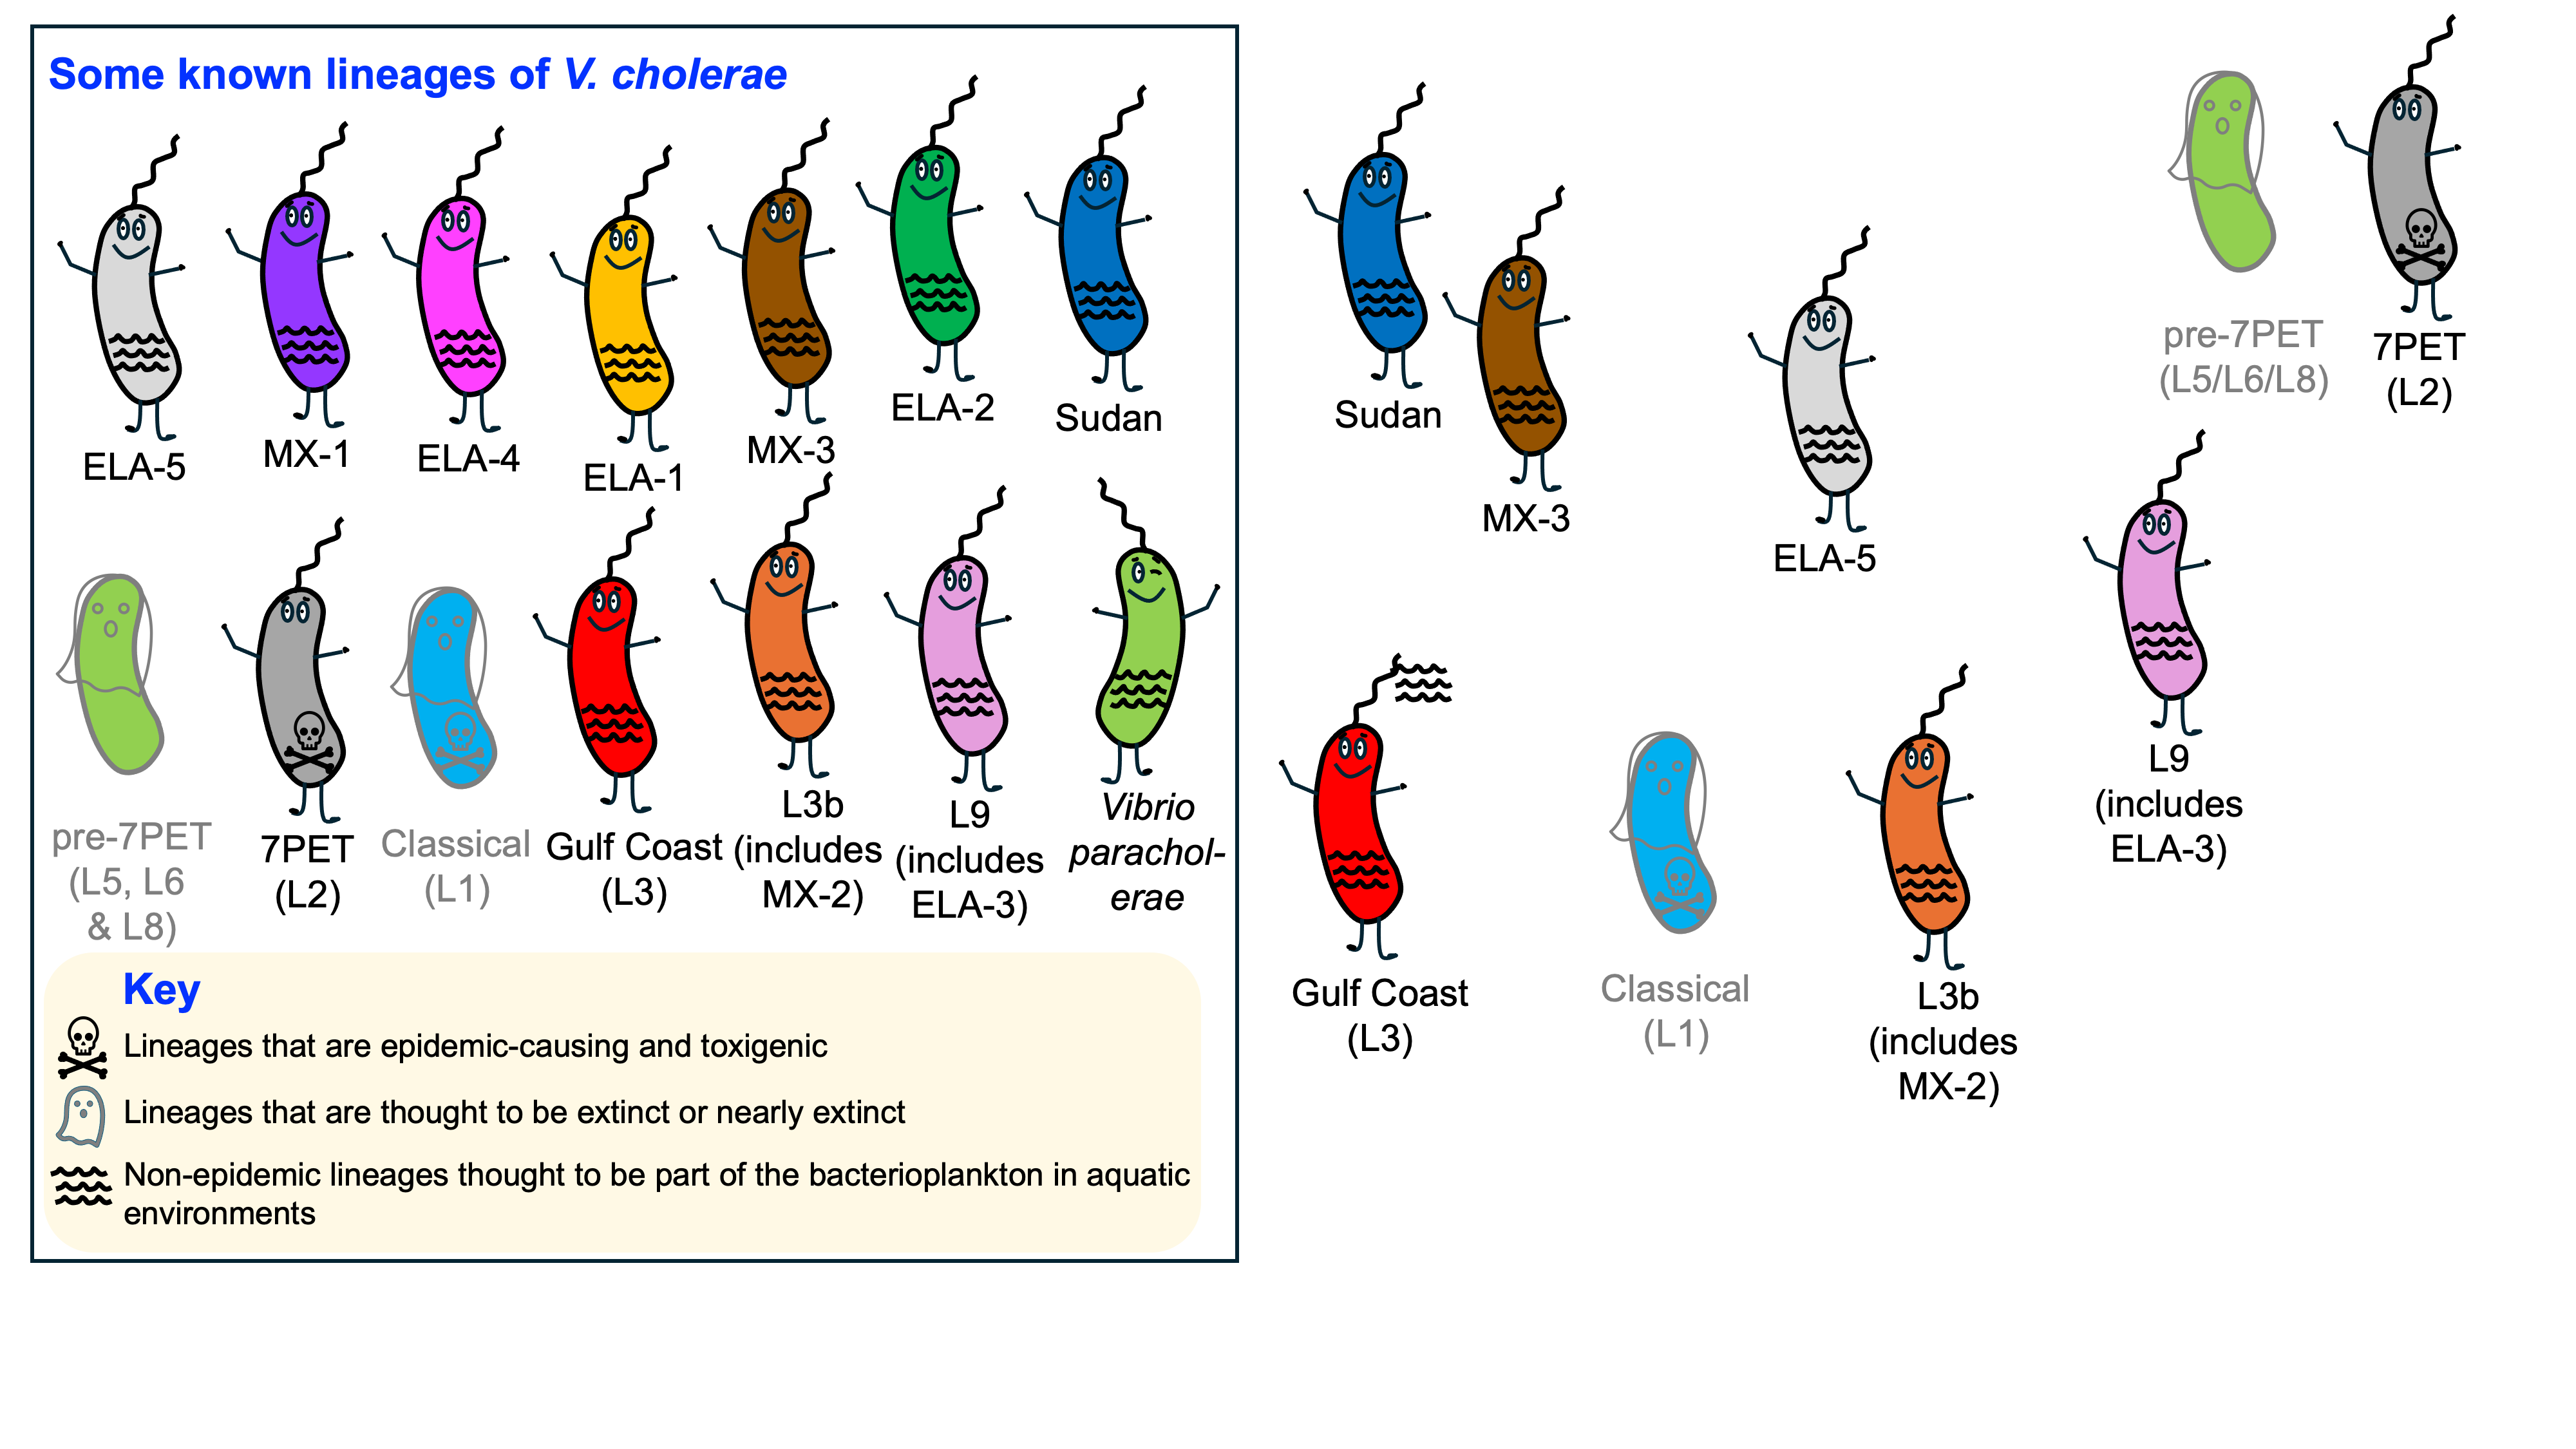 Some known lineages of V. cholerae
ELA-5
MX-1
ELA-4
ELA-1
MX-3
ELA-2
Sudan
pre-7PET
(L5, L6
& L8)
7PET
(L2)
Classical
(L1)
Gulf Coast
(L3)
L3b
(includes
MX-2)
L9
(includes
ELA-3)
Vibrio
parachol-
erae
Key
Lineages that are epidemic-causing and toxigenic
Lineages that are thought to be extinct or nearly extinct
Non-epidemic lineages thought to be part of the bacterioplankton in aquatic
environments
Sudan
MX-3
ELA-5
pre-7PET
(L5/L6/L8)
7PET
(L2)
L9
(includes
ELA-3)
Gulf Coast
(L3)
Classical
(L1)
L3b
(includes
MX-2)